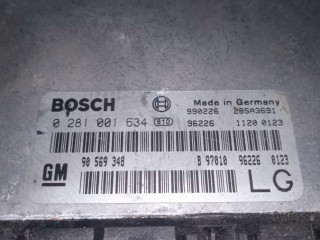 BOSCH Made in Germany
990226 28SA3691
0 281 001 634 S10 96226 1120 0123
GM 90 569 348 B 97010 96226 0123
LG